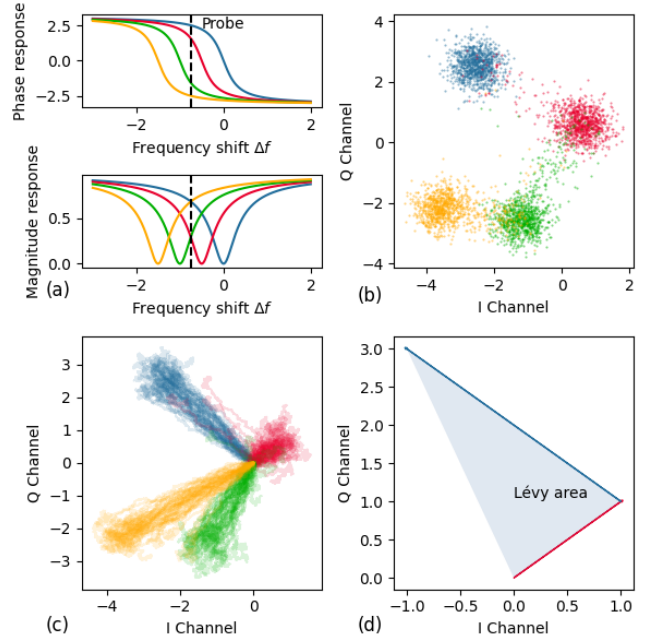 Phase response
2.5
0.0
−2.5
Probe
−2
0
2
Frequency shift Δf
Magnitude response
0.5
0.0
−2
0
2
Frequency shift Δf
(a)
Q Channel
4
2
0
−2
−4
−4
−2
0
2
I Channel
(b)
Q Channel
3
2
1
0
−1
−2
−3
−4
−2
0
I Channel
(c)
Q Channel
3.0
2.5
2.0
1.5
1.0
0.5
0.0
Lévy area
−1.0
−0.5
0.0
0.5
1.0
I Channel
(d)